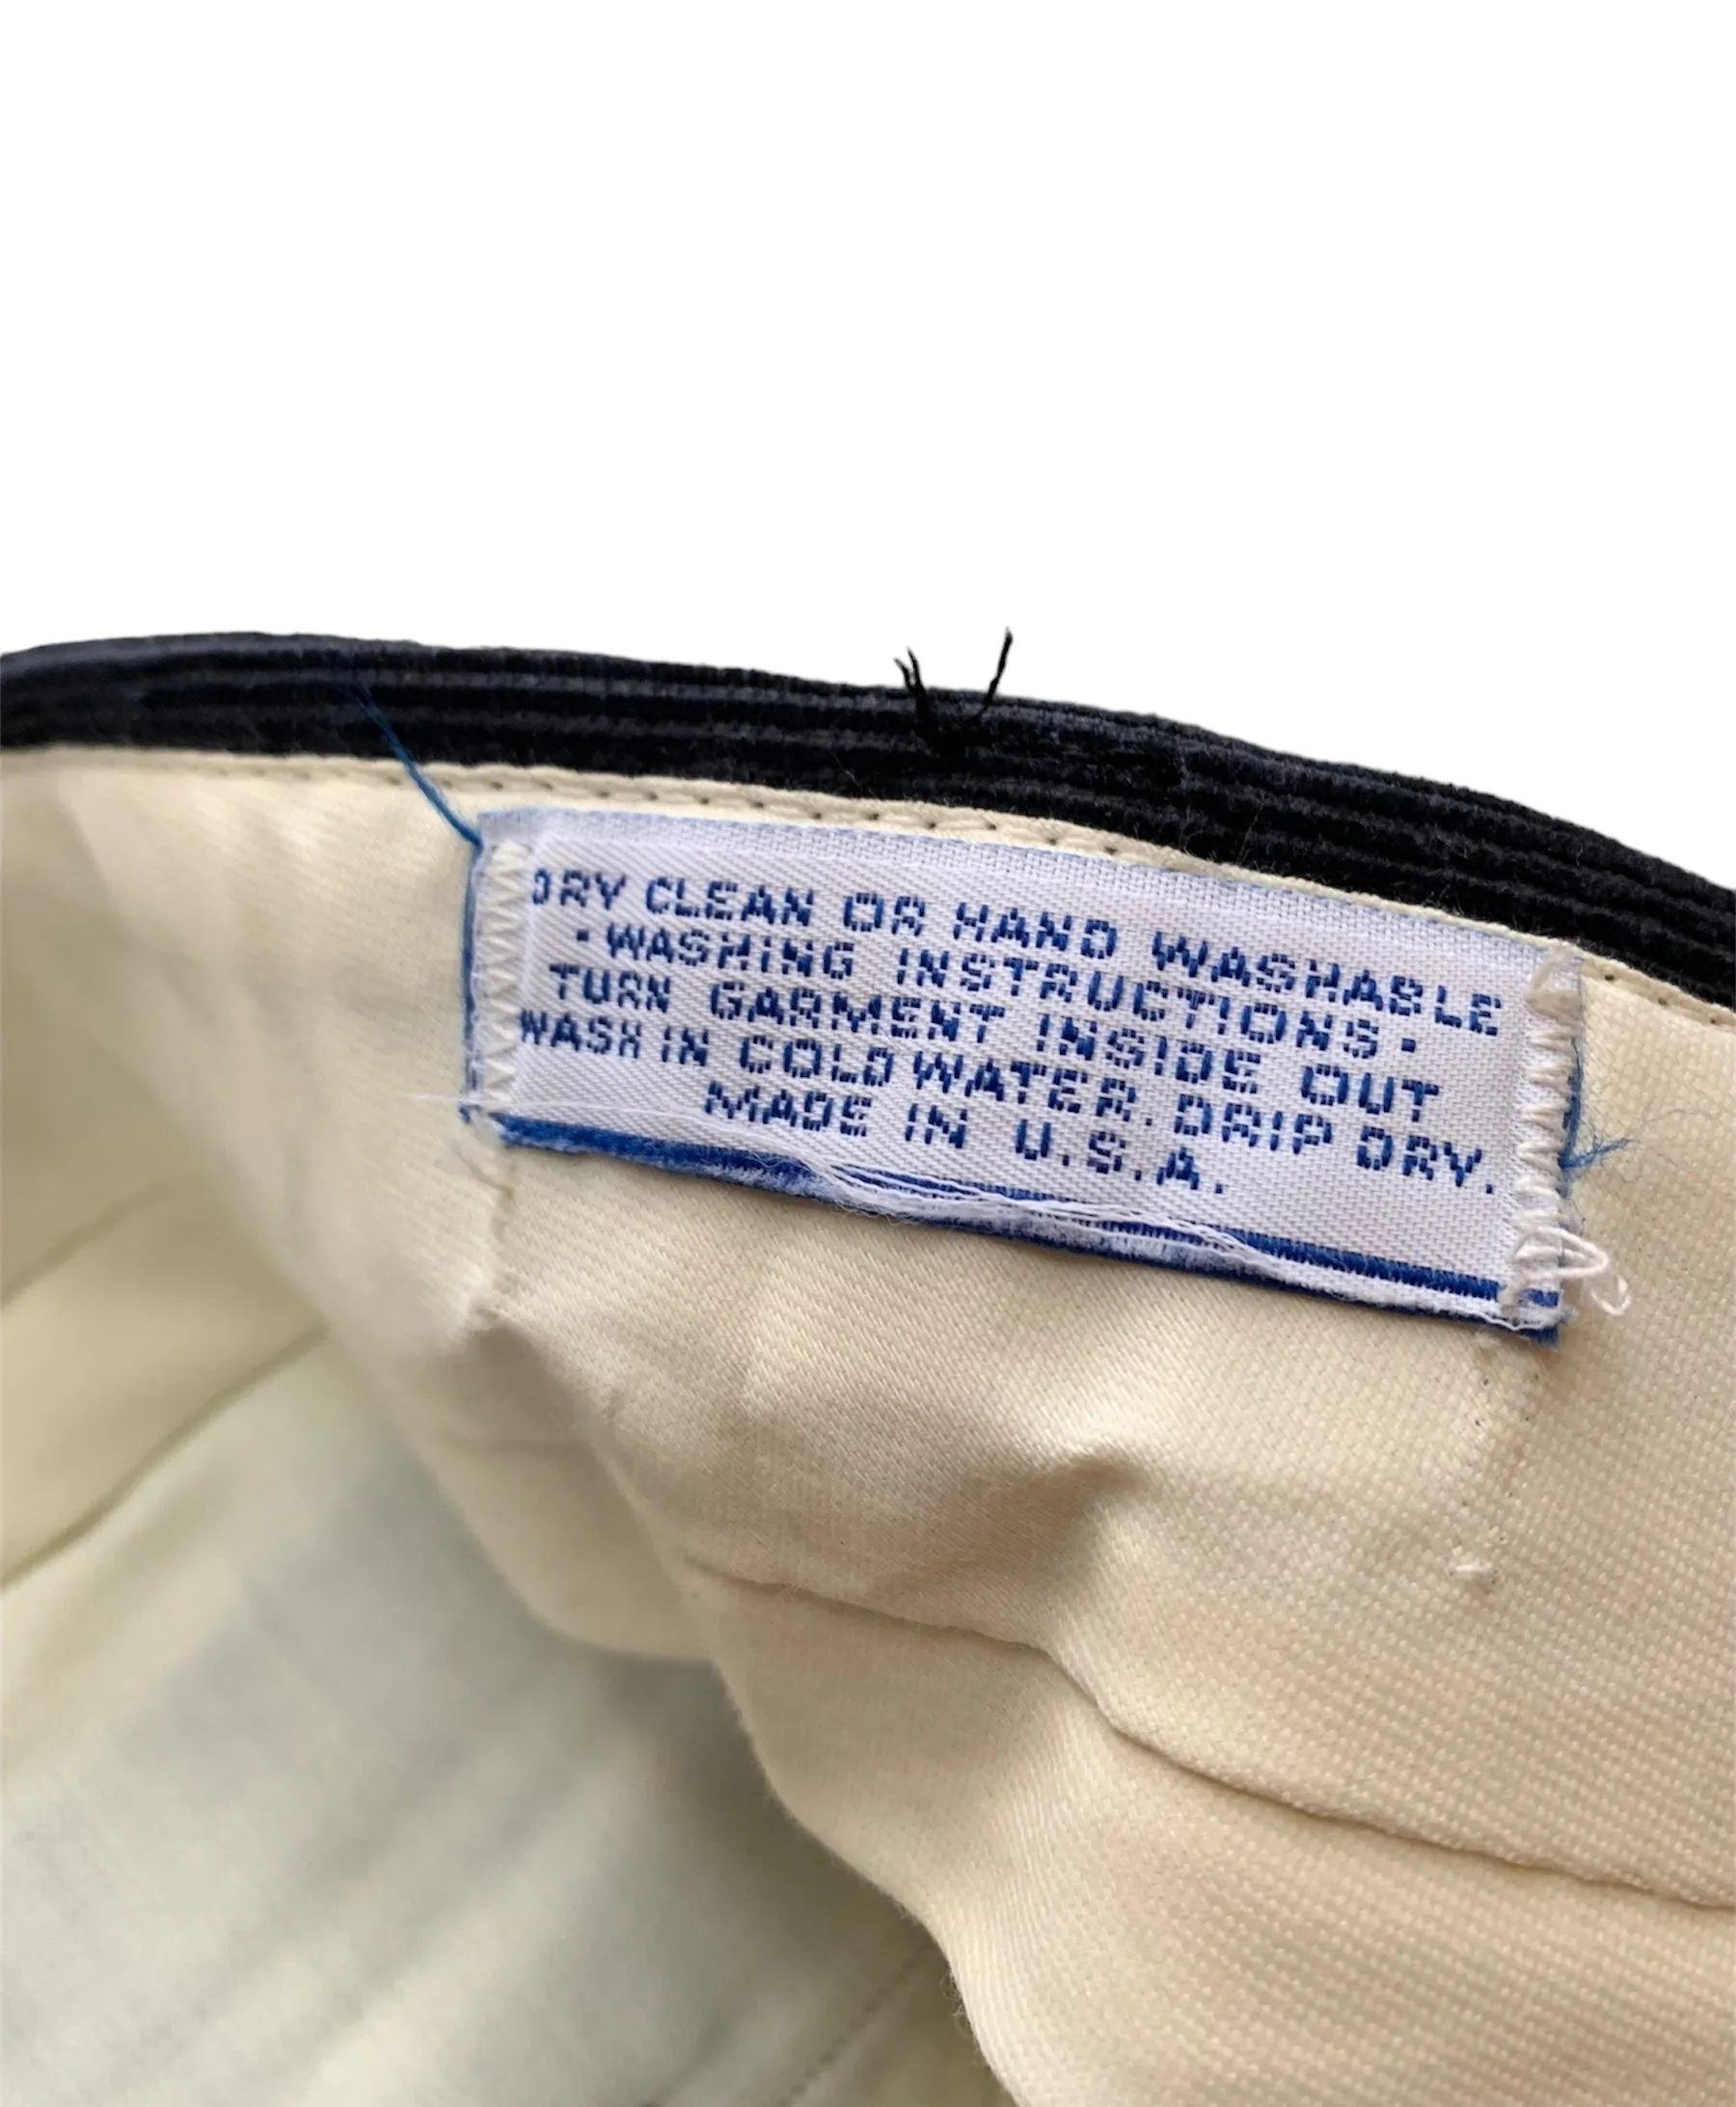 DRY CLEAN OR HAND WASHABLE
·WASHING INSTRUCTIONS·
TURN GARMENT INSIDE OUT
WASH IN COLD WATER. DRIP DRY.
MADE IN U.S.A.